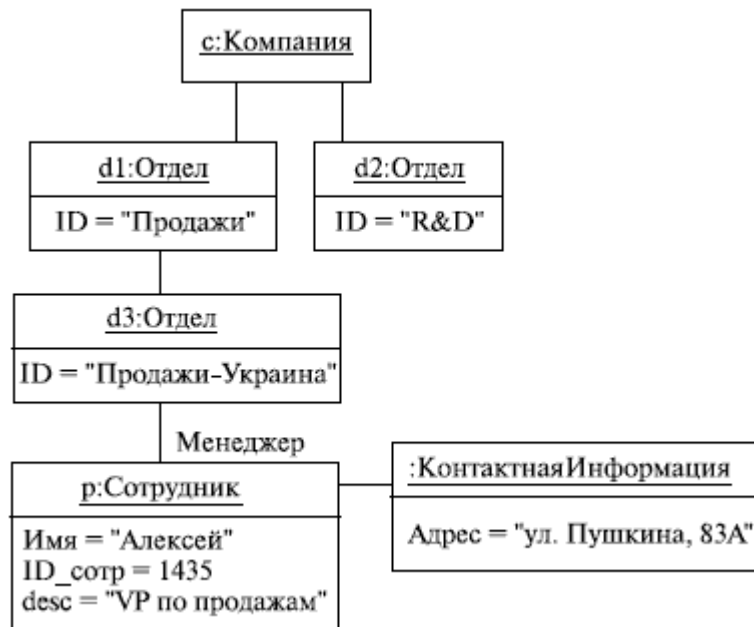 c:Компания
d1:Отдел
ID = "Продажи"
d2:Отдел
ID = "R&D"
d3:Отдел
ID = "Продажи-Украина"
Менеджер
p:Сотрудник
Имя = "Алексей"
ID_сотр = 1435
desc = "VP по продажам"
:КонтактнаяИнформация
Адрес = "ул. Пушкина, 83А"